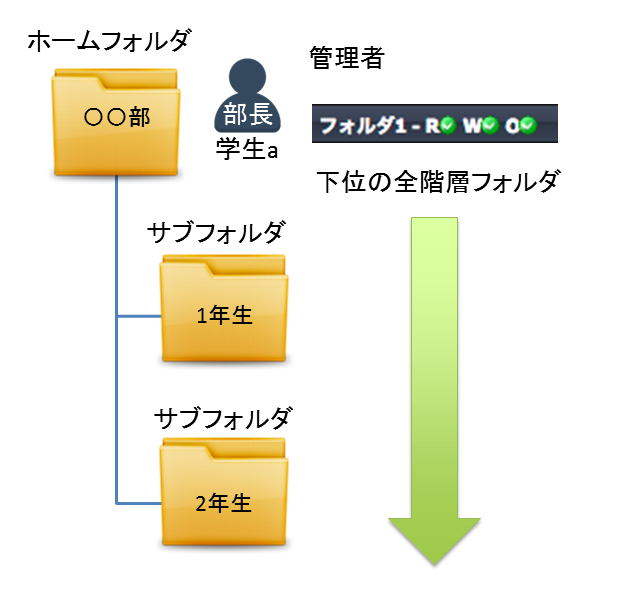 ホームフォルダ
〇〇部
部長
学生a
管理者
フォルダ1 - R W O
下位の全階層フォルダ
サブフォルダ
1年生
サブフォルダ
2年生